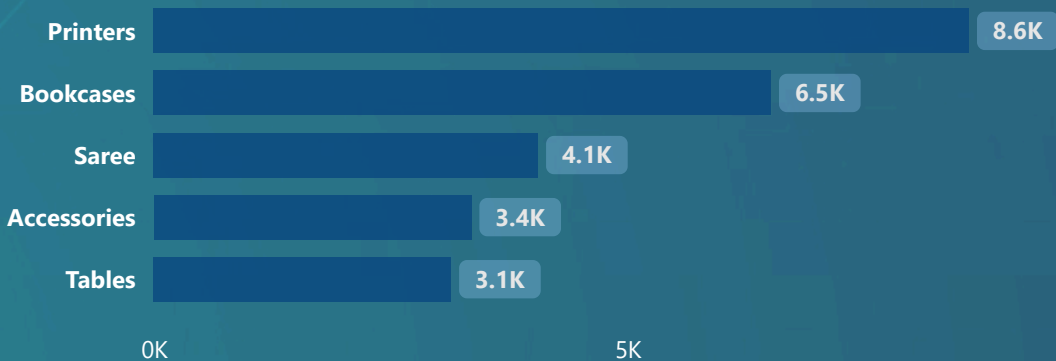 Printers 8.6K
Bookcases 6.5K
Saree 4.1K
Accessories 3.4K
Tables 3.1K
0K 5K